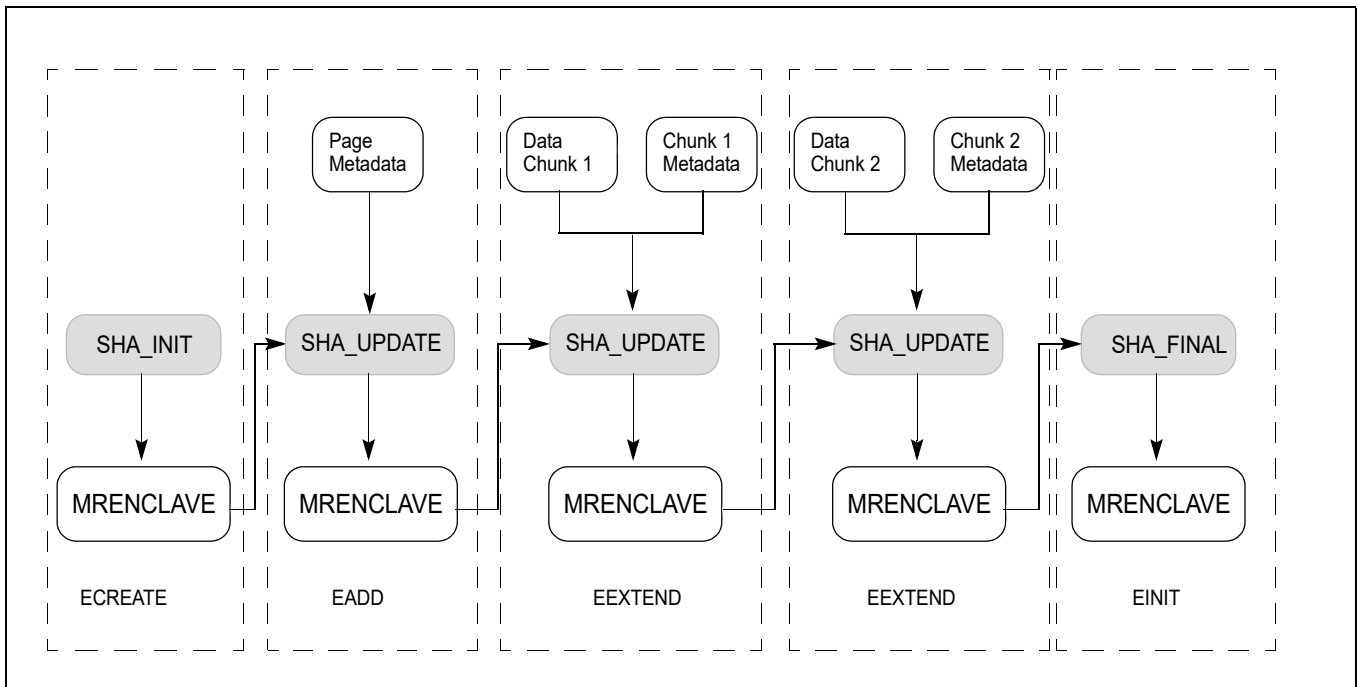 Page
Metadata
Data
Chunk 1
Chunk 1
Metadata
Data
Chunk 2
Chunk 2
Metadata
SHA_INIT
SHA_UPDATE
SHA_UPDATE
SHA_UPDATE
SHA_FINAL
MRENCLAVE
MRENCLAVE
MRENCLAVE
MRENCLAVE
MRENCLAVE
ECREATE
EADD
EEXTEND
EEXTEND
EINIT